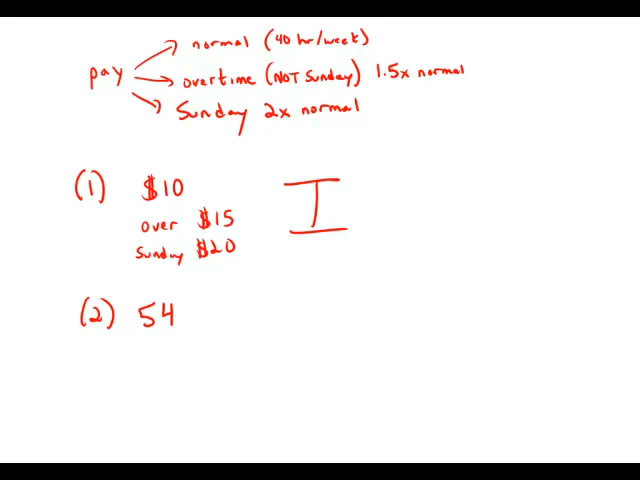 normal (40 hr/week)
pay
overtime (NOT Sunday) 1.5x normal
Sunday 2x normal
(1) $10
over $15
Sunday $20
I
(2) 54